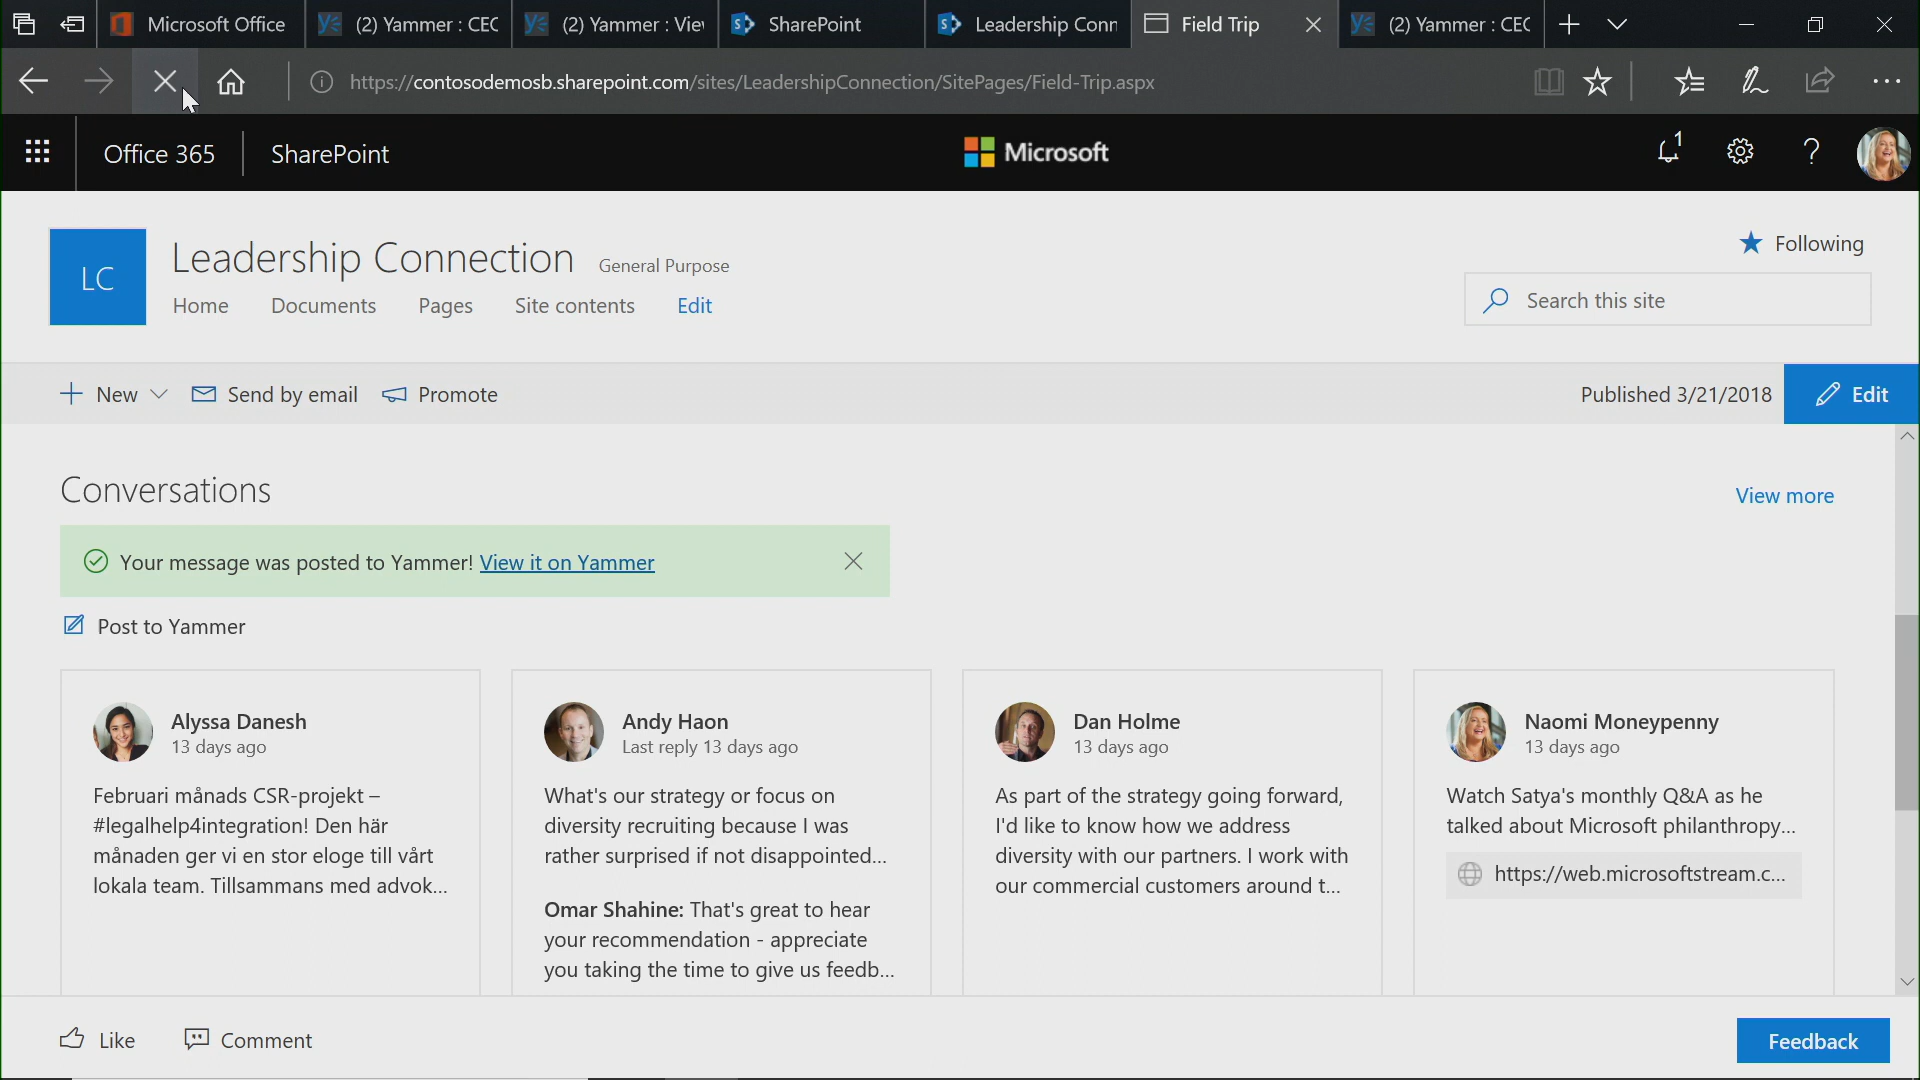 Microsoft Office
(2) Yammer : CEC
(2) Yammer : Viev
SharePoint
Leadership Conn
Field Trip
(2) Yammer : CEC
https://contosodemosb.sharepoint.com/sites/LeadershipConnection/SitePages/Field-Trip.aspx
Office 365
SharePoint
Microsoft
1
LC
Leadership Connection
General Purpose
Following
Home
Documents
Pages
Site contents
Edit
Search this site
New
Send by email
Promote
Published 3/21/2018
Edit
Conversations
View more
Your message was posted to Yammer! View it on Yammer
Post to Yammer
Alyssa Danesh
13 days ago
Februari månads CSR-projekt –
#legalhelp4integration! Den här
månaden ger vi en stor eloge till vårt
lokala team. Tillsammans med advok...
Andy Haon
Last reply 13 days ago
What's our strategy or focus on
diversity recruiting because I was
rather surprised if not disappointed...
Omar Shahine: That's great to hear
your recommendation - appreciate
you taking the time to give us feedb...
Dan Holme
13 days ago
As part of the strategy going forward,
I'd like to know how we address
diversity with our partners. I work with
our commercial customers around t...
Naomi Moneypenny
13 days ago
Watch Satya's monthly Q&A as he
talked about Microsoft philanthropy...
https://web.microsoftstream.c...
Like
Comment
Feedback